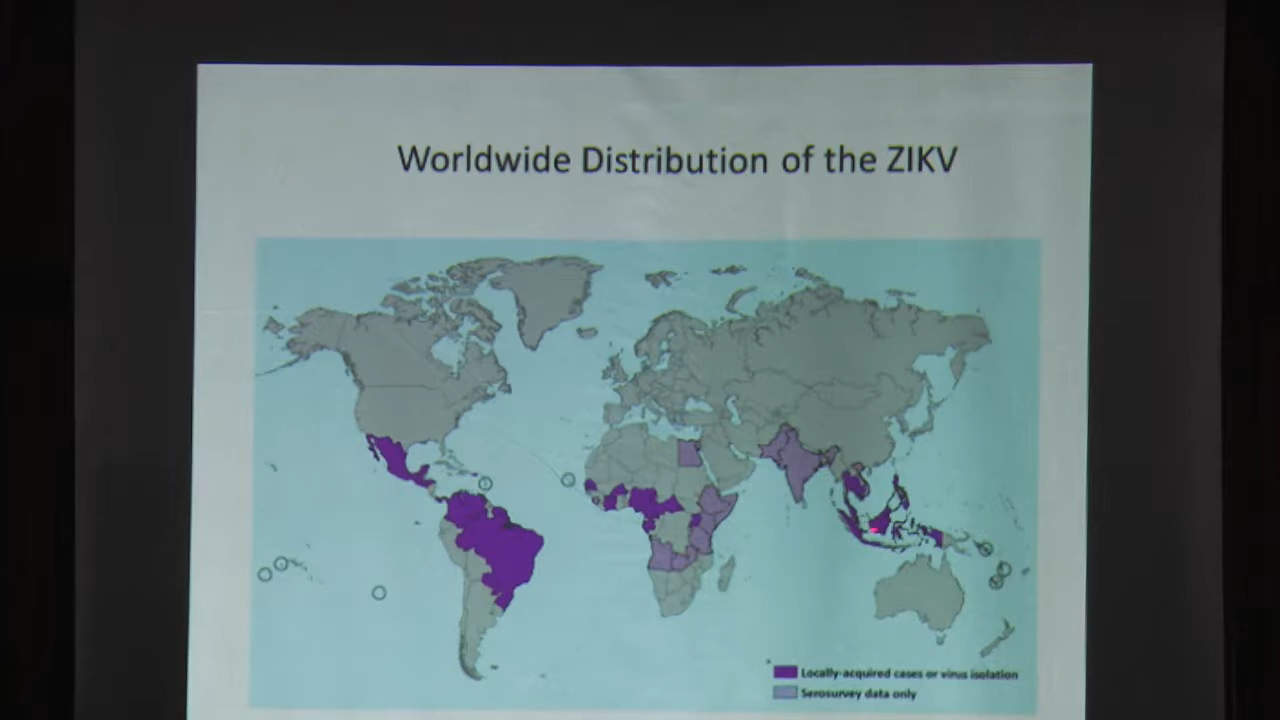 Worldwide Distribution of the ZIKV
Locally-acquired cases or virus isolation
Serosurvey data only